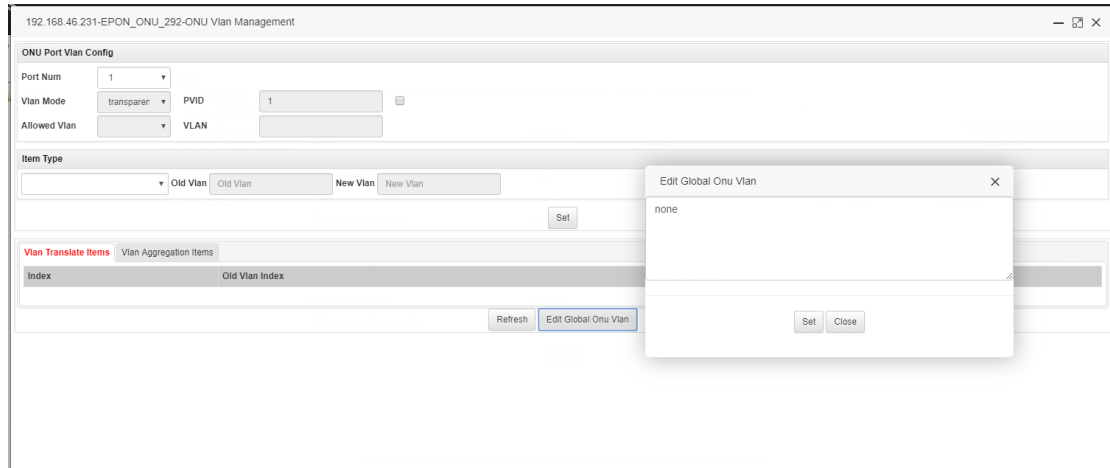 192.168.46.231-EPON_ONU_292-ONU Vlan Management
ONU Port Vlan Config
Port Num 1
Vlan Mode transparen PVID 1
Allowed Vlan VLAN
Item Type
Old Vlan Old Vlan New Vlan New Vlan
Set
Vlan Translate Items Vlan Aggregation Items
Index Old Vlan Index
Refresh Edit Global Onu Vlan
Edit Global Onu Vlan
none
Set Close